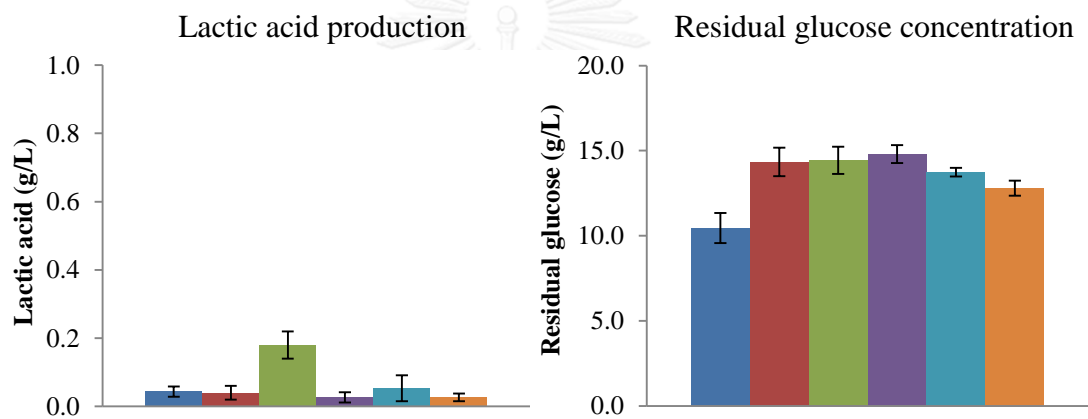 Lactic acid production
Lactic acid (g/L)
1.0
0.8
0.6
0.4
0.2
0.0
Residual glucose concentration
Residual glucose (g/L)
20.0
15.0
10.0
5.0
0.0